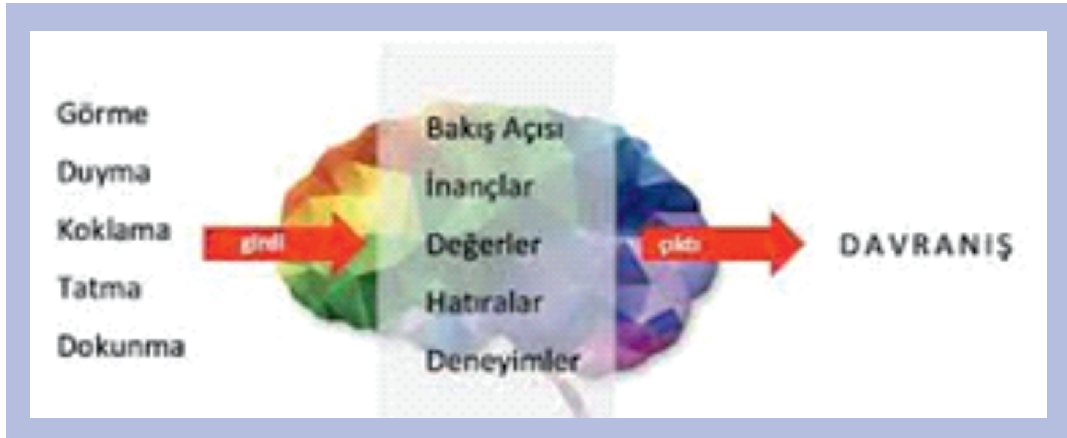 Görme
Duyma
Koklama
Tatma
Dokunma
girdi
Bakış Açısı
İnançlar
Değerler
Hatıralar
Deneyimler
çıktı
DAVRANIŞ